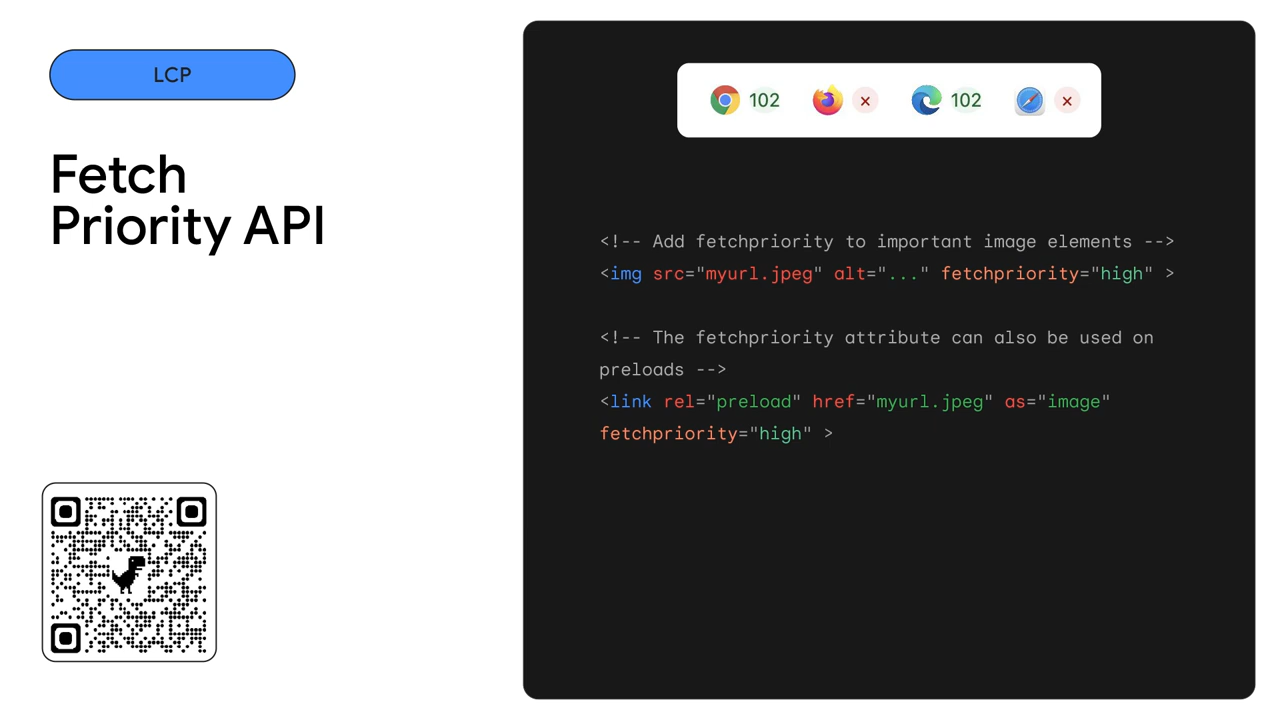 LCP
Fetch
Priority API
102 × 102 ×
<!-- Add fetchpriority to important image elements -->
<img src="myurl.jpeg" alt="..." fetchpriority="high" >
<!-- The fetchpriority attribute can also be used on
preloads -->
<link rel="preload" href="myurl.jpeg" as="image"
fetchpriority="high" >